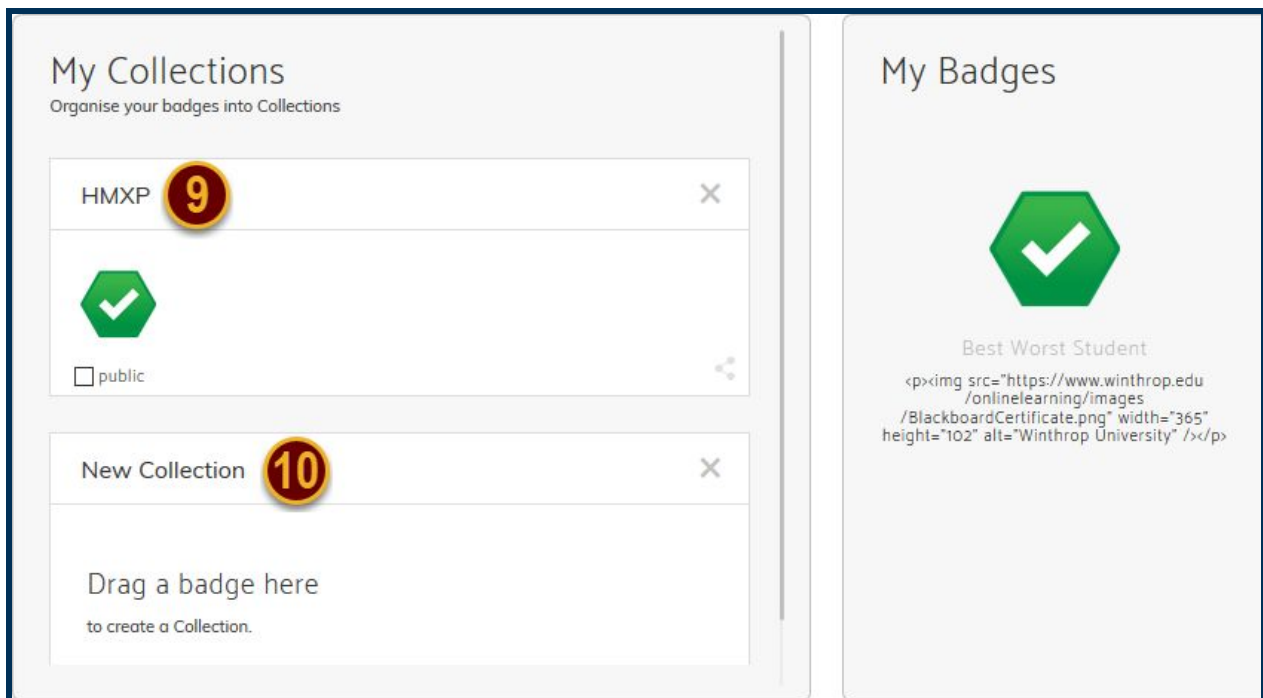 My Collections
Organise your badges into Collections
HMXP 9
public
New Collection 10
Drag a badge here
to create a Collection.
My Badges
Best Worst Student
<p><img src="https://www.winthrop.edu
/onlinelearning/images
/BlackboardCertificate.png" width="365"
height="102" alt="Winthrop University" /></p>